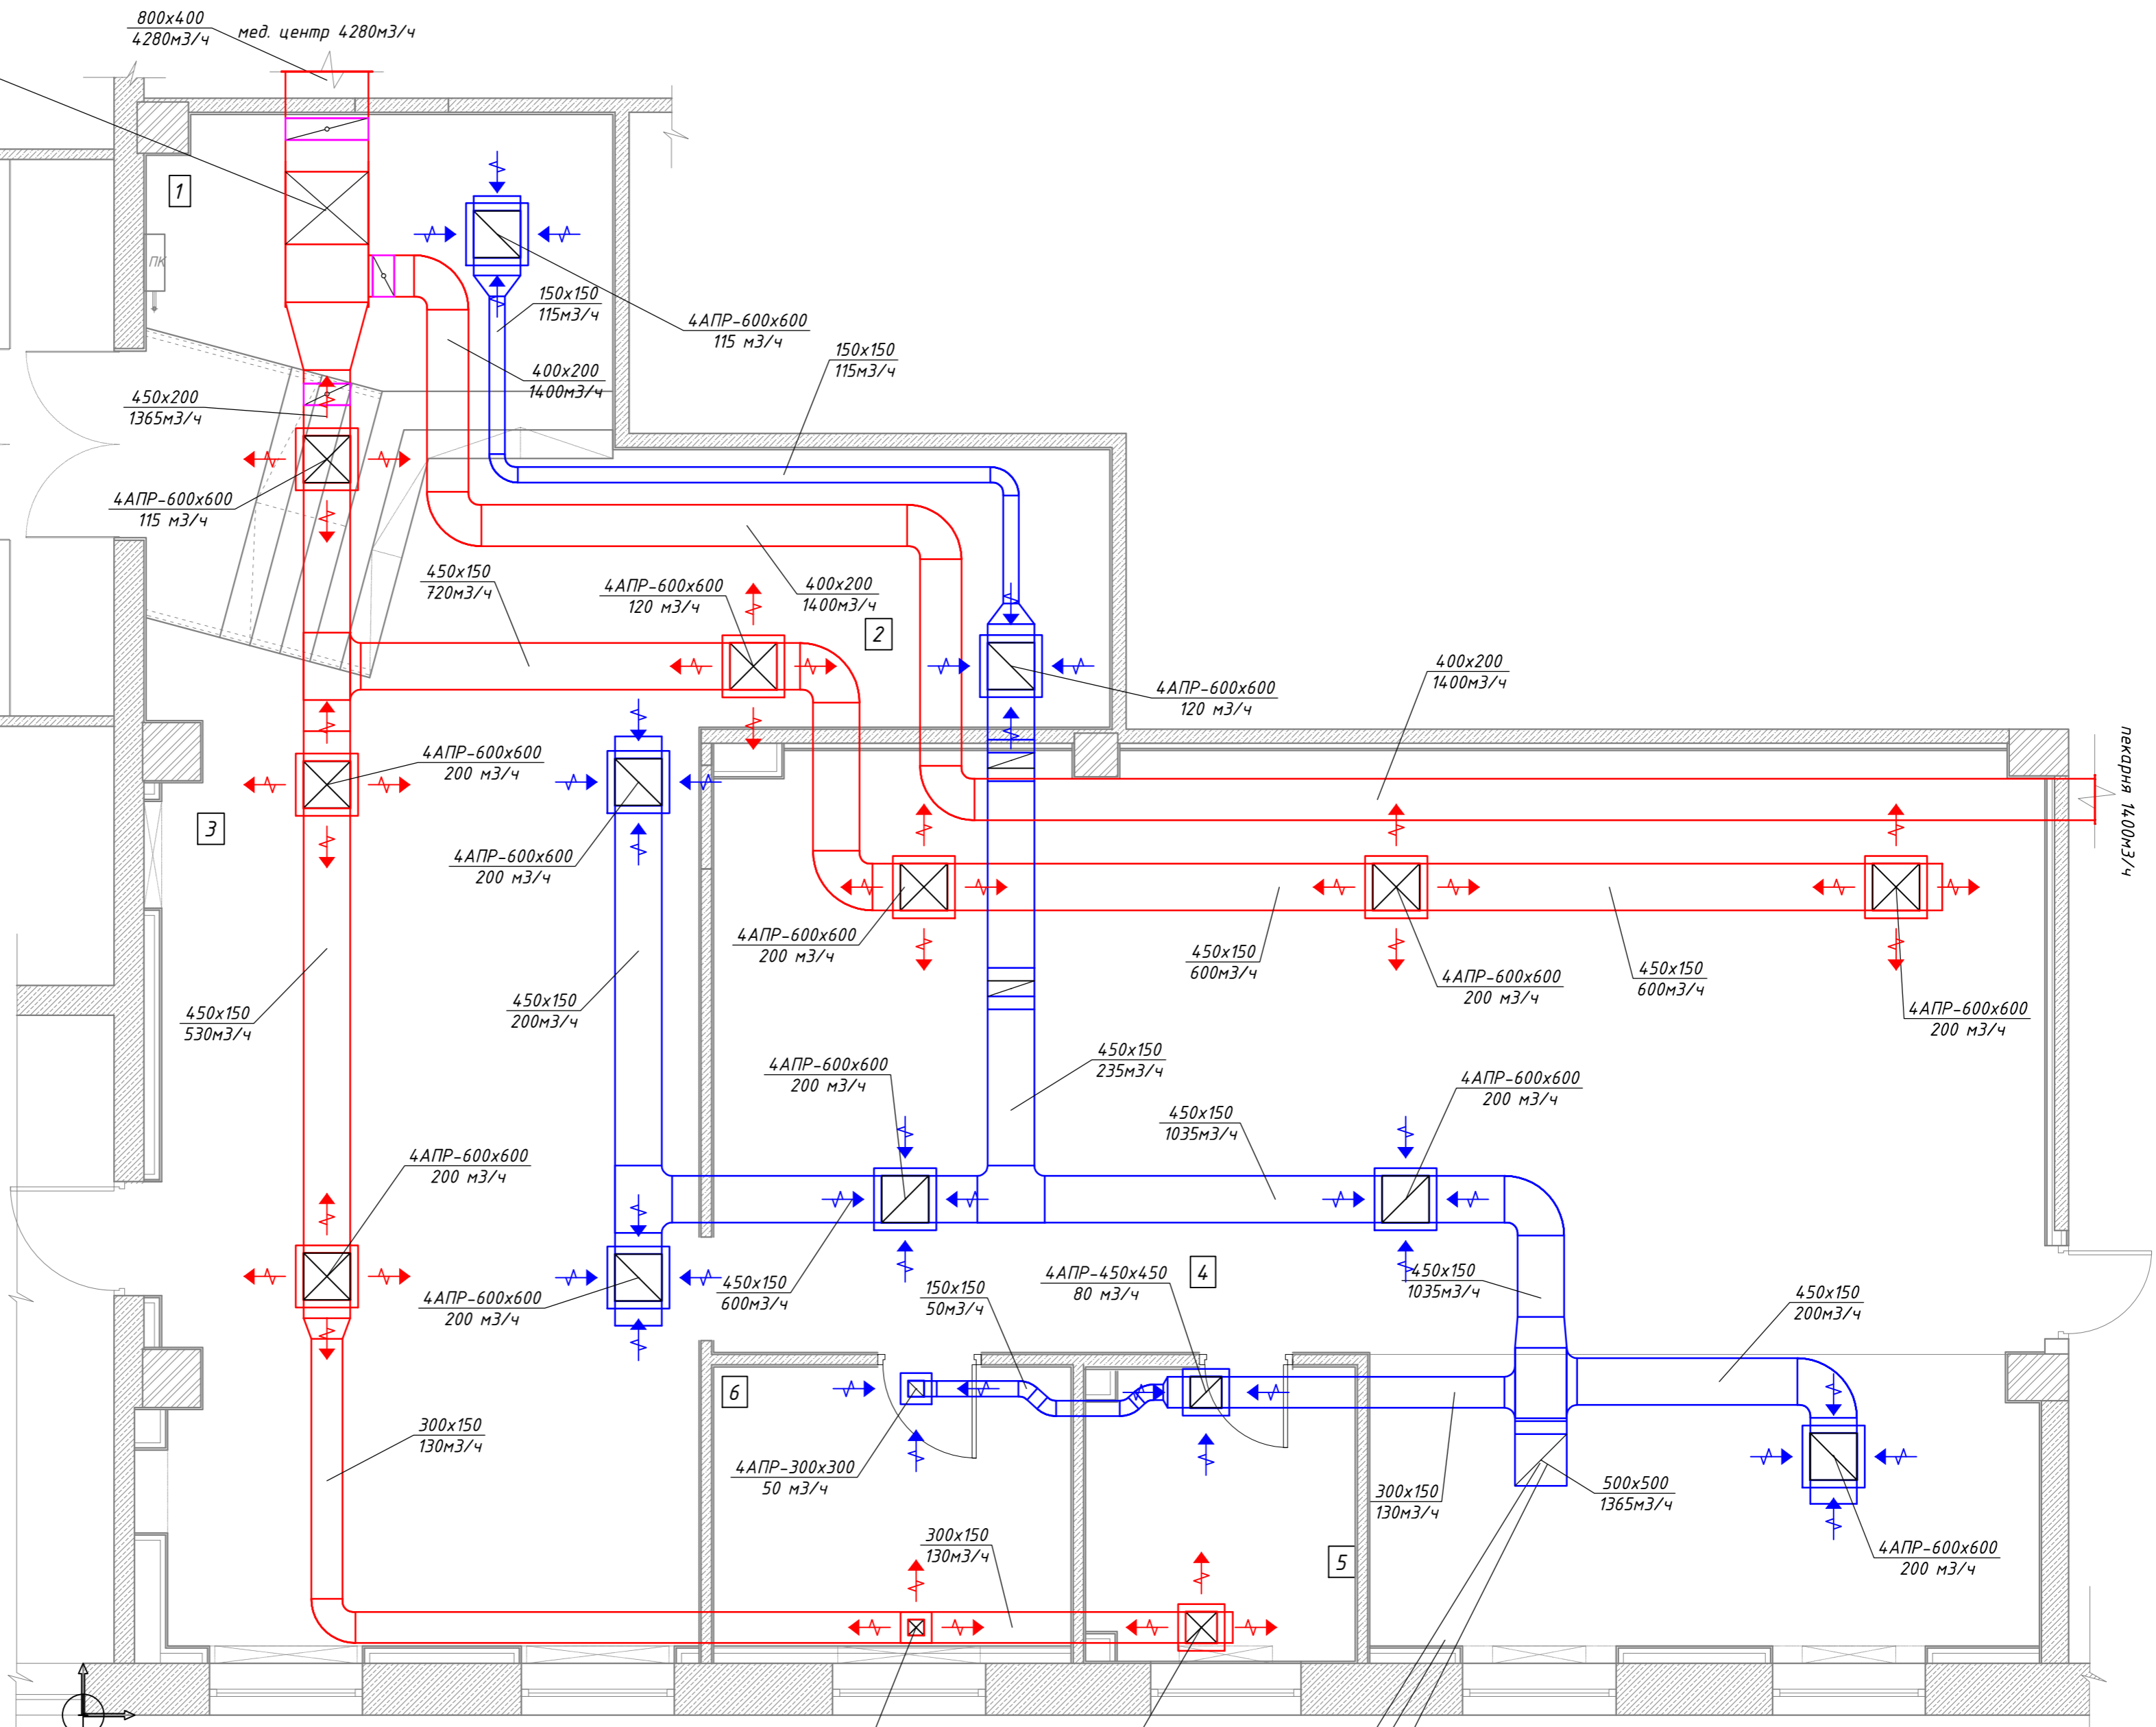 800x400
4280м3/ч
мед. центр 4280м3/ч
1
ПК
150x150
115м3/ч
4АПР-600x600
115 м3/ч
150x150
115м3/ч
400x200
1400м3/ч
450x200
1365м3/ч
4АПР-600x600
115 м3/ч
450x150
720м3/ч
4АПР-600x600
120 м3/ч
400x200
1400м3/ч
2
4АПР-600x600
120 м3/ч
400x200
1400м3/ч
пекарня 1400м3/ч
4АПР-600x600
200 м3/ч
3
4АПР-600x600
200 м3/ч
4АПР-600x600
200 м3/ч
450x150
600м3/ч
4АПР-600x600
200 м3/ч
450x150
600м3/ч
4АПР-600x600
200 м3/ч
450x150
530м3/ч
450x150
200м3/ч
4АПР-600x600
200 м3/ч
450x150
235м3/ч
450x150
1035м3/ч
4АПР-600x600
200 м3/ч
4АПР-600x600
200 м3/ч
4АПР-600x600
200 м3/ч
450x150
600м3/ч
150x150
50м3/ч
4АПР-450x450
80 м3/ч
4
450x150
1035м3/ч
450x150
200м3/ч
6
300x150
130м3/ч
4АПР-300x300
50 м3/ч
300x150
130м3/ч
500x500
1365м3/ч
300x150
130м3/ч
5
4АПР-600x600
200 м3/ч